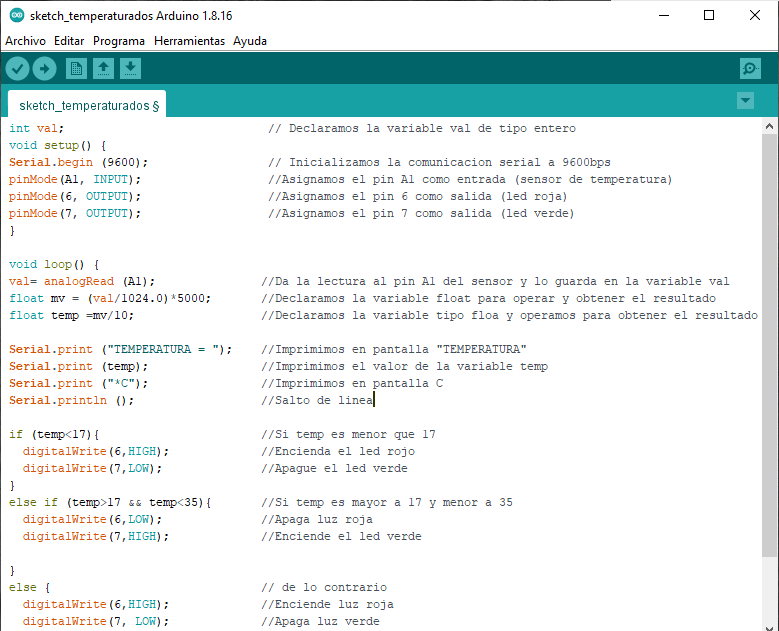 sketch_temperaturados Arduino 1.8.16
Archivo Editar Programa Herramientas Ayuda
sketch_temperaturados §
int val; // Declaramos la variable val de tipo entero
void setup() {
Serial.begin (9600); // Inicializamos la comunicacion serial a 9600bps
pinMode(A1, INPUT); //Asignamos el pin A1 como entrada (sensor de temperatura)
pinMode(6, OUTPUT); //Asignamos el pin 6 como salida (led roja)
pinMode(7, OUTPUT); //Asignamos el pin 7 como salida (led verde)
}
void loop() {
val= analogRead (A1); //Da la lectura al pin A1 del sensor y lo guarda en la variable val
float mv = (val/1024.0)*5000; //Declaramos la variable float para operar y obtener el resultado
float temp =mv/10; //Declaramos la variable tipo floa y operamos para obtener el resultado
Serial.print ("TEMPERATURA = "); //Imprimimos en pantalla "TEMPERATURA"
Serial.print (temp); //Imprimimos el valor de la variable temp
Serial.print ("*C"); //Imprimimos en pantalla C
Serial.println (); //Salto de linea
if (temp<17){ //Si temp es menor que 17
digitalWrite(6,HIGH); //Encienda el led rojo
digitalWrite(7,LOW); //Apague el led verde
}
else if (temp>17 && temp<35){ //Si temp es mayor a 17 y menor a 35
digitalWrite(6,LOW); //Apaga luz roja
digitalWrite(7,HIGH); //Enciende el led verde
}
else { // de lo contrario
digitalWrite(6,HIGH); //Enciende luz roja
digitalWrite(7, LOW); //Apaga luz verde